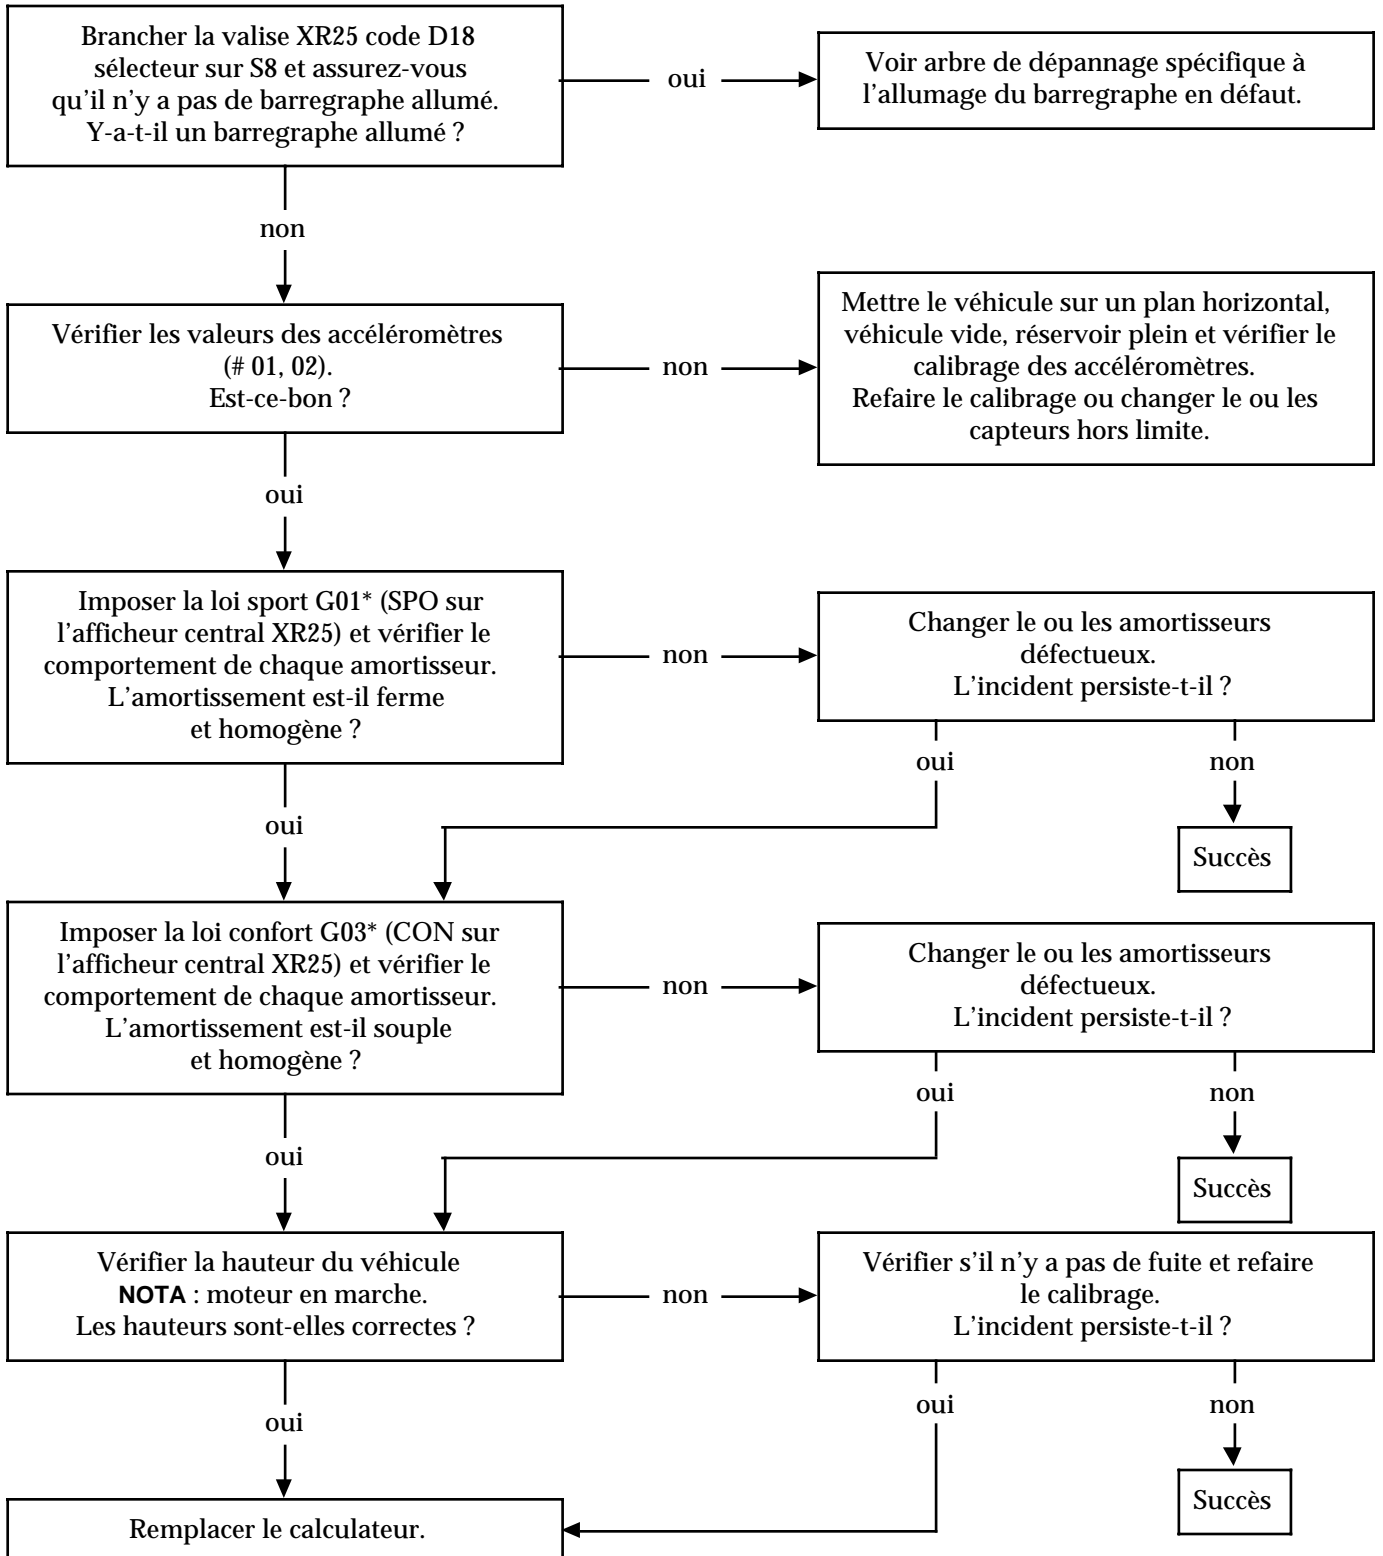 Brancher la valise XR25 code D18
sélecteur sur S8 et assurez-vous
qu'il n'y a pas de barregraphe allumé.
Y-a-t-il un barregraphe allumé ?
oui
Voir arbre de dépannage spécifique à
l'allumage du barregraphe en défaut.
non
Vérifier les valeurs des accéléromètres
(# 01, 02).
Est-ce-bon ?
non
Mettre le véhicule sur un plan horizontal,
véhicule vide, réservoir plein et vérifier le
calibrage des accéléromètres.
Refaire le calibrage ou changer le ou les
capteurs hors limite.
oui
Imposer la loi sport G01* (SPO sur
l'afficheur central XR25) et vérifier le
comportement de chaque amortisseur.
L'amortissement est-il ferme
et homogène ?
non
Changer le ou les amortisseurs
défectueux.
L'incident persiste-t-il ?
oui
non
oui
Succès
Imposer la loi confort G03* (CON sur
l'afficheur central XR25) et vérifier le
comportement de chaque amortisseur.
L'amortissement est-il souple
et homogène ?
non
Changer le ou les amortisseurs
défectueux.
L'incident persiste-t-il ?
oui
non
oui
Succès
Vérifier la hauteur du véhicule
NOTA : moteur en marche.
Les hauteurs sont-elles correctes ?
non
Vérifier s'il n'y a pas de fuite et refaire
le calibrage.
L'incident persiste-t-il ?
oui
non
oui
Succès
Remplacer le calculateur.